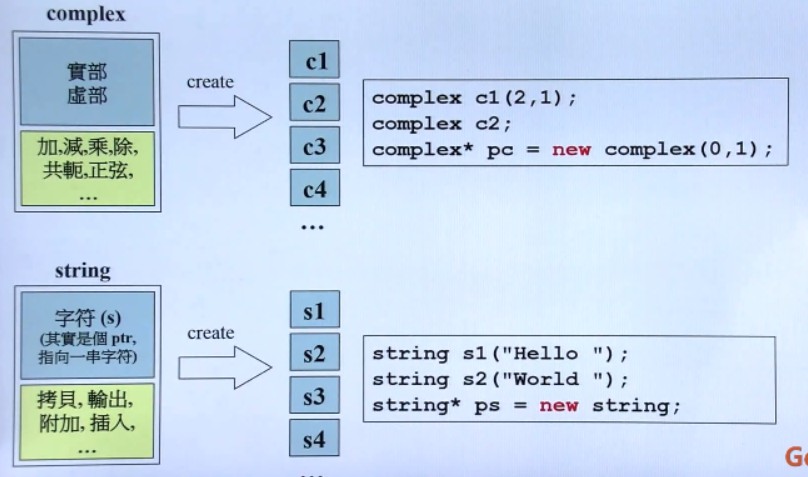 complex
實部
虛部
加,減,乘,除,
共軛,正弦,
...
create
c1
c2
c3
c4
...
complex c1(2,1);
complex c2;
complex* pc = new complex(0,1);
string
字符 (s)
(其實是個 ptr,
指向一串字符)
拷貝, 輸出,
附加, 插入,
...
create
s1
s2
s3
s4
...
string s1("Hello ");
string s2("World ");
string* ps = new string;